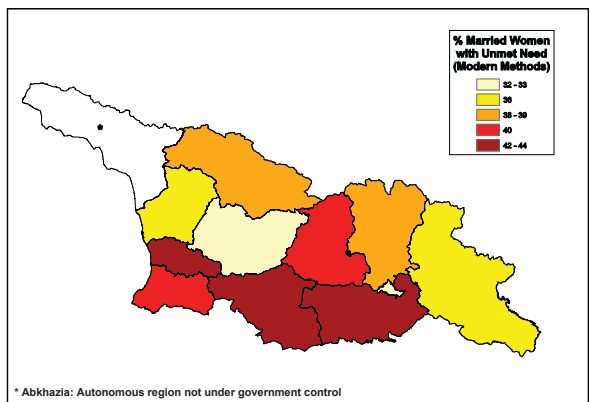 % Married Women
with Unmet Need
(Modern Methods)
32 - 33
36
38 - 39
40
42 - 44
*
* Abkhazia: Autonomous region not under government control